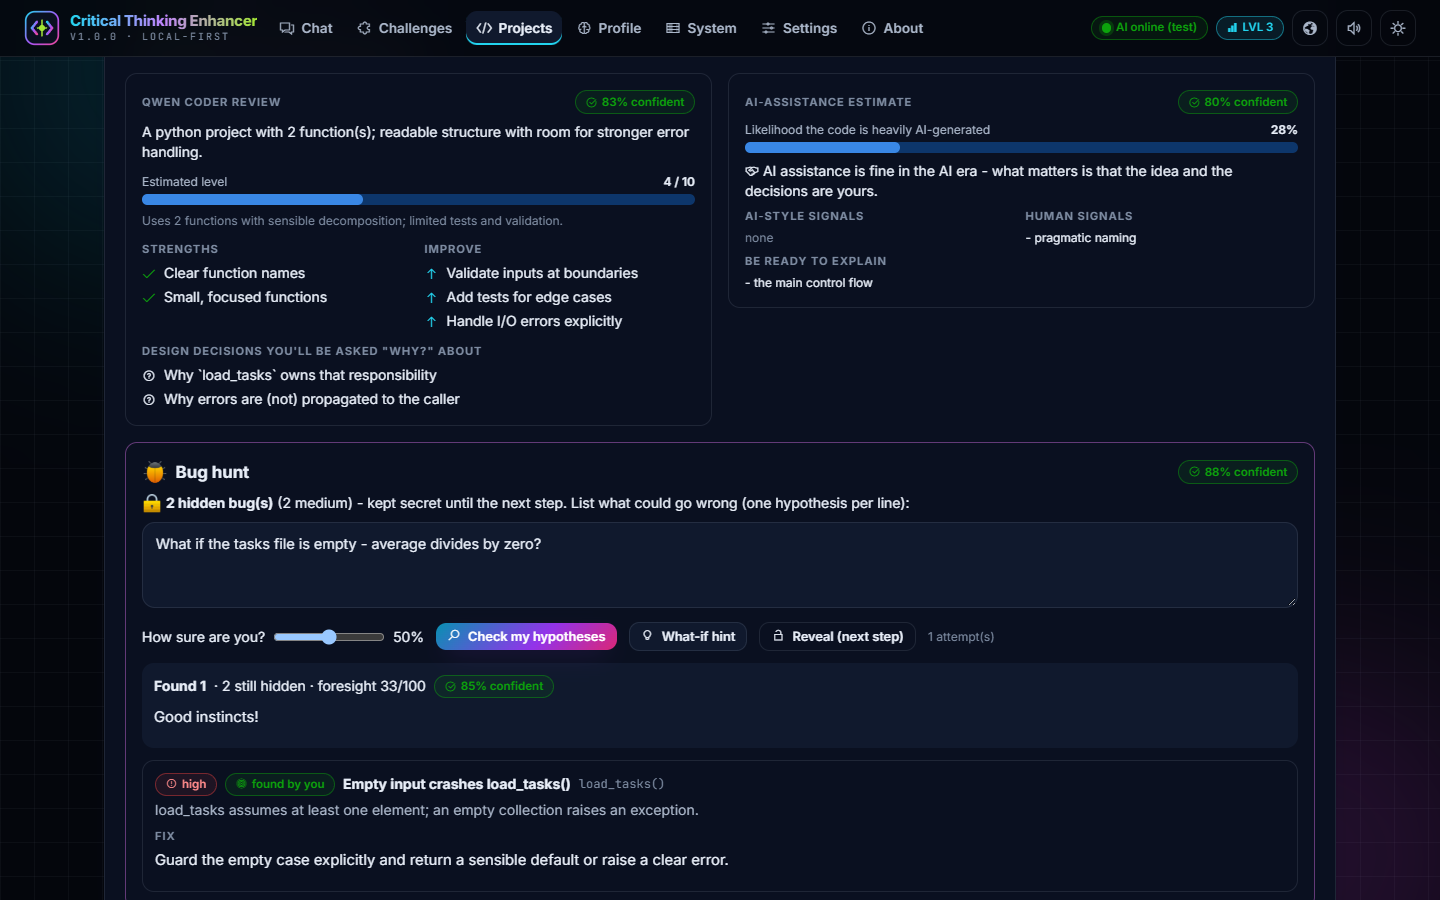 Critical Thinking Enhancer
V1.0.0 · LOCAL-FIRST
Chat
Challenges
Projects
Profile
System
Settings
About
AI online (test)
LVL 3
QWEN CODER REVIEW
83% confident
A python project with 2 function(s); readable structure with room for stronger error
handling.
Estimated level
4 / 10
Uses 2 functions with sensible decomposition; limited tests and validation.
STRENGTHS
Clear function names
Small, focused functions
IMPROVE
Validate inputs at boundaries
Add tests for edge cases
Handle I/O errors explicitly
DESIGN DECISIONS YOU'LL BE ASKED "WHY?" ABOUT
Why `load_tasks` owns that responsibility
Why errors are (not) propagated to the caller
AI-ASSISTANCE ESTIMATE
80% confident
Likelihood the code is heavily AI-generated
28%
AI assistance is fine in the AI era - what matters is that the idea and the
decisions are yours.
AI-STYLE SIGNALS
none
HUMAN SIGNALS
- pragmatic naming
BE READY TO EXPLAIN
- the main control flow
Bug hunt
88% confident
2 hidden bug(s) (2 medium) - kept secret until the next step. List what could go wrong (one hypothesis per line):
What if the tasks file is empty - average divides by zero?
How sure are you?
50%
Check my hypotheses
What-if hint
Reveal (next step)
1 attempt(s)
Found 1 · 2 still hidden · foresight 33/100
85% confident
Good instincts!
high
found by you
Empty input crashes load_tasks()
load_tasks()
load_tasks assumes at least one element; an empty collection raises an exception.
FIX
Guard the empty case explicitly and return a sensible default or raise a clear error.